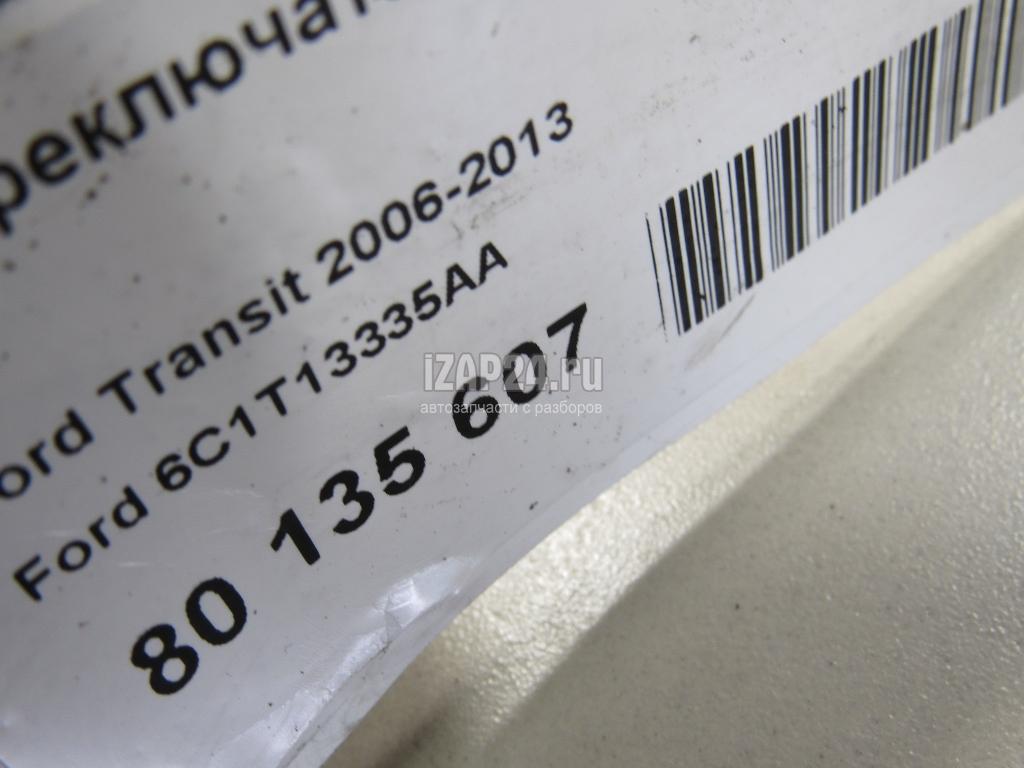 реключат
ord Transit 2006-2013
Ford 6C1T13335AA
80 135 607
iZAP24.ru
автозапчасти с разборов